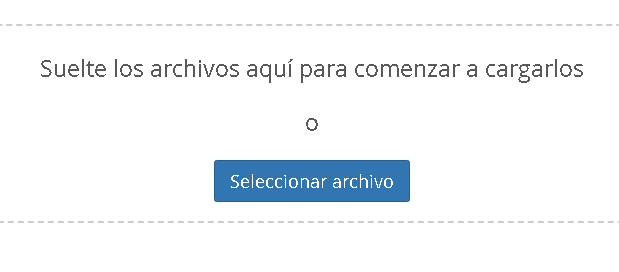 Suelte los archivos aquí para comenzar a cargarlos
o
Seleccionar archivo